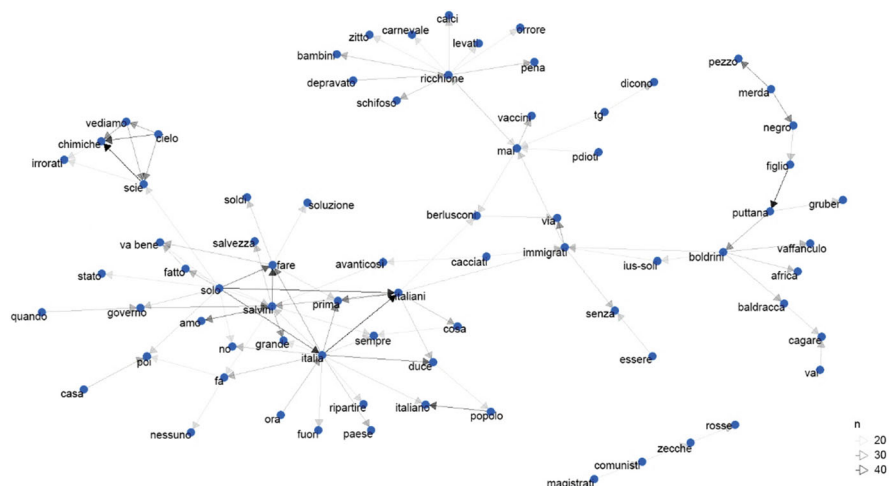 calci
carnevale
orrore
zitto
levati
bambini
pena
pezzo
ricchione
dicono
depravato
merda
schifoso
vaccini
tg
vediamo
negro
cielo
chimiche
mai
pdioti
irrorati
figlio
scie
soldi
soluzione
gruber
berlusconi
via
puttana
va bene
salvezza
immigrati
vaffanculo
boldrini
fare
avanticosi
cacciati
ius-soli
stato
fatto
africa
solo
italiani
prima
quando
governo
salvini
baldracca
amo
senza
cosa
sempre
no
grande
cagare
poi
italia
essere
duce
fa
vai
casa
ripartire
italiano
ora
popolo
nessuno
fuori
paese
rosse
zecche
comunisti
magistrati
n
20
30
40